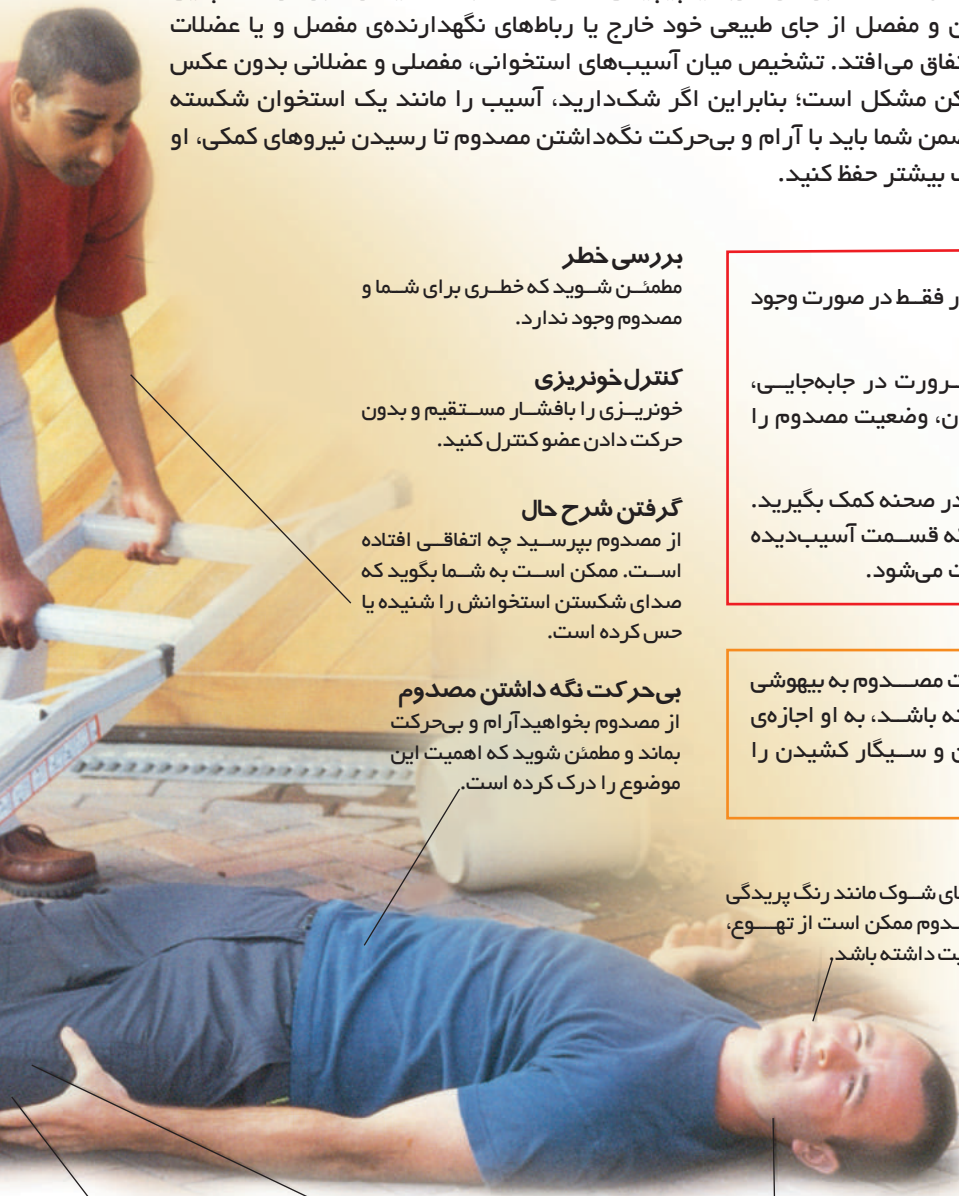 ن و مفصل از جای طبیعی خود خارج یا رباط‌های نگهدارنده‌ی مفصل و یا عضلات
تفاق می‌افتد. تشخیص میان آسیب‌های استخوانی، مفصلی و عضلانی بدون عکس
کن مشکل است؛ بنابراین اگر شک‌دارید، آسیب را مانند یک استخوان شکسته
ضمن شما باید با آرام و بی‌حرکت نگه‌داشتن مصدوم تا رسیدن نیروهای کمکی، او
ب بیشتر حفظ کنید.
ر فقط در صورت وجود
ضرورت در جابه‌جایی،
ن، وضعیت مصدوم را
در صحنه کمک بگیرید.
که قسمت آسیب‌دیده
ت می‌شود.
ت مصدوم به بیهوشی
ته باشد، به او اجازه‌ی
ن و سیگار کشیدن را
های شوک مانند رنگ پریدگی
صدوم ممکن است از تهوع،
یت داشته باشد.
بررسی خطر
مطمئن شوید که خطری برای شما و
مصدوم وجود ندارد.
کنترل خونریزی
خونریزی را بافشار مستقیم و بدون
حرکت دادن عضو کنترل کنید.
گرفتن شرح حال
از مصدوم بپرسید چه اتفاقی افتاده
است. ممکن است به شما بگوید که
صدای شکستن استخوانش را شنیده یا
حس کرده است.
بی‌حرکت نگه داشتن مصدوم
از مصدوم بخواهیدآرام و بی‌حرکت
بماند و مطمئن شوید که اهمیت این
موضوع را درک کرده است.